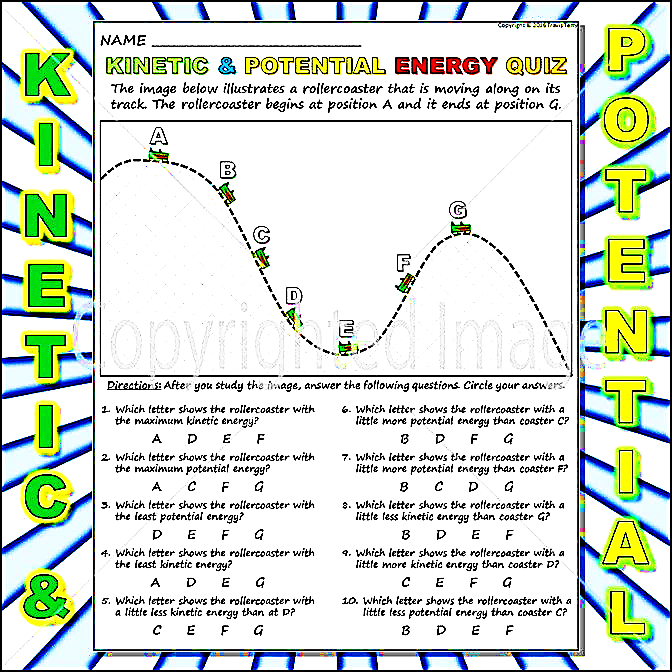 KINETIC &
POTENTIAL
Copyright © 2016 Travis Terry
NAME
KINETIC & POTENTIAL ENERGY QUIZ
The image below illustrates a rollercoaster that is moving along on its
track. The rollercoaster begins at position A and it ends at position G.
A
B
C
D
E
F
G
Copyrighted Image
Directions: After you study the image, answer the following questions. Circle your answers.
1. Which letter shows the rollercoaster with
the maximum kinetic energy?
A D E F
2. Which letter shows the rollercoaster with
the maximum potential energy?
A C F G
3. Which letter shows the rollercoaster with
the least potential energy?
D E F G
4. Which letter shows the rollercoaster with
the least kinetic energy?
A D E G
5. Which letter shows the rollercoaster with
a little less kinetic energy than at D?
C E F G
6. Which letter shows the rollercoaster with a
little more potential energy than coaster C?
B D F G
7. Which letter shows the rollercoaster with a
little more potential energy than coaster F?
B C D G
8. Which letter shows the rollercoaster with a
little less kinetic energy than coaster G?
B D E F
9. Which letter shows the rollercoaster with a
little more kinetic energy than coaster D?
C E F G
10. Which letter shows the rollercoaster with a
little less potential energy than coaster C?
B D E F